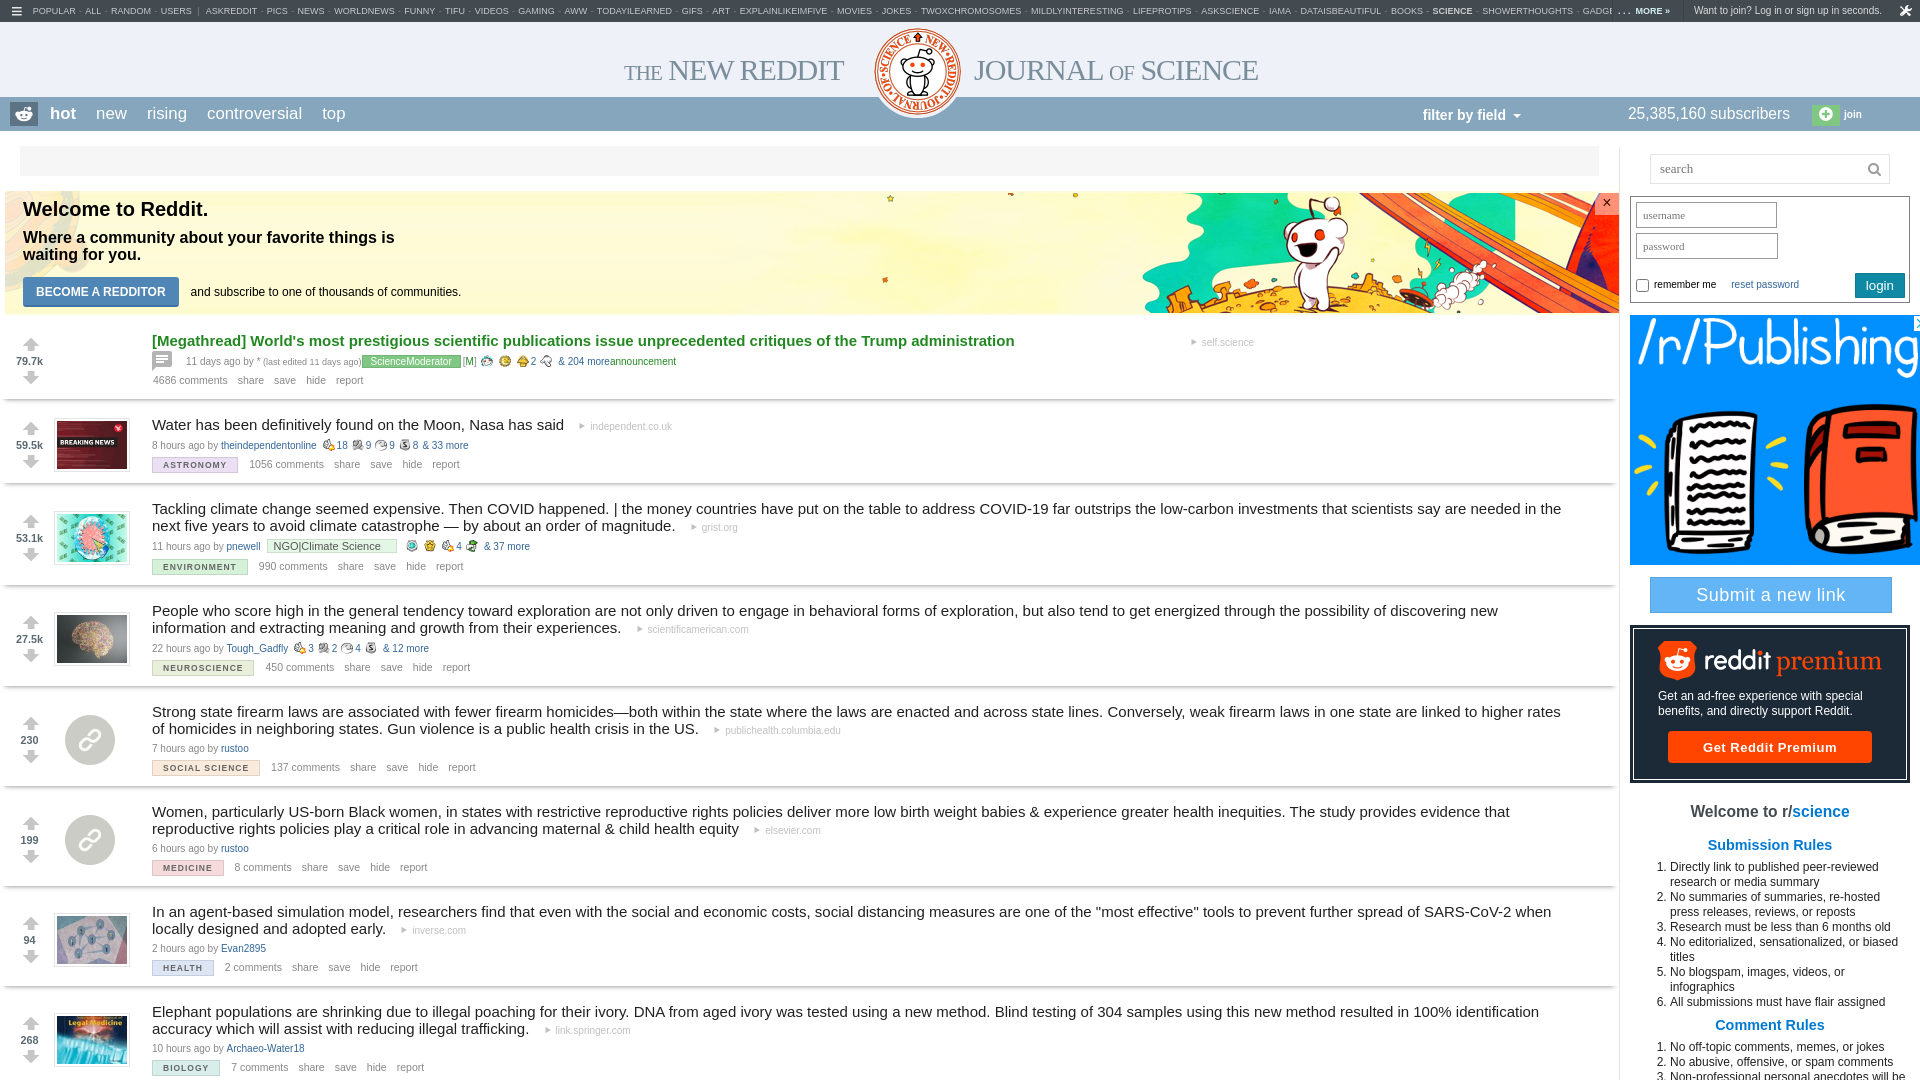 POPULAR - ALL - RANDOM - USERS | ASKREDDIT - PICS - NEWS - WORLDNEWS - FUNNY - TIFU - VIDEOS - GAMING - AWW - TODAYILEARNED - GIFS - ART - EXPLAINLIKEIMFIVE - MOVIES - JOKES - TWOXCHROMOSOMES - MILDLYINTERESTING - LIFEPROTIPS - ASKSCIENCE - IAMA - DATAISBEAUTIFUL - BOOKS - SCIENCE - SHOWERTHOUGHTS - ... MORE »
Want to join? Log in or sign up in seconds.
THE NEW REDDIT JOURNAL OF SCIENCE
NEW·REDDIT·JOURNAL·OF·SCIENCE
hot new rising controversial top
filter by field
25,385,160 subscribers
join
search
Welcome to Reddit.
Where a community about your favorite things is
waiting for you.
BECOME A REDDITOR and subscribe to one of thousands of communities.
×
username
password
remember me reset password login
79.7k
[Megathread] World's most prestigious scientific publications issue unprecedented critiques of the Trump administration
self.science
11 days ago by * (last edited 11 days ago) ScienceModerator [M] 2 & 204 more announcement
4686 comments share save hide report
59.5k
BREAKING NEWS
Water has been definitively found on the Moon, Nasa has said
independent.co.uk
8 hours ago by theindependentonline 18 9 9 8 & 33 more
ASTRONOMY 1056 comments share save hide report
53.1k
Tackling climate change seemed expensive. Then COVID happened. | the money countries have put on the table to address COVID-19 far outstrips the low-carbon investments that scientists say are needed in the
next five years to avoid climate catastrophe — by about an order of magnitude.
grist.org
11 hours ago by pnewell NGO|Climate Science 4 & 37 more
ENVIRONMENT 990 comments share save hide report
27.5k
People who score high in the general tendency toward exploration are not only driven to engage in behavioral forms of exploration, but also tend to get energized through the possibility of discovering new
information and extracting meaning and growth from their experiences.
scientificamerican.com
22 hours ago by Tough_Gadfly 3 2 4 & 12 more
NEUROSCIENCE 450 comments share save hide report
230
Strong state firearm laws are associated with fewer firearm homicides—both within the state where the laws are enacted and across state lines. Conversely, weak firearm laws in one state are linked to higher rates
of homicides in neighboring states. Gun violence is a public health crisis in the US.
publichealth.columbia.edu
7 hours ago by rustoo
SOCIAL SCIENCE 137 comments share save hide report
199
Women, particularly US-born Black women, in states with restrictive reproductive rights policies deliver more low birth weight babies & experience greater health inequities. The study provides evidence that
reproductive rights policies play a critical role in advancing maternal & child health equity
elsevier.com
6 hours ago by rustoo
MEDICINE 8 comments share save hide report
94
In an agent-based simulation model, researchers find that even with the social and economic costs, social distancing measures are one of the "most effective" tools to prevent further spread of SARS-CoV-2 when
locally designed and adopted early.
inverse.com
2 hours ago by Evan2895
HEALTH 2 comments share save hide report
268
Legal Medicine
Elephant populations are shrinking due to illegal poaching for their ivory. DNA from aged ivory was tested using a new method. Blind testing of 304 samples using this new method resulted in 100% identification
accuracy which will assist with reducing illegal trafficking.
link.springer.com
10 hours ago by Archaeo-Water18
BIOLOGY 7 comments share save hide report
/r/Publishing
Submit a new link
reddit premium
Get an ad-free experience with special
benefits, and directly support Reddit.
Get Reddit Premium
Welcome to r/science
Submission Rules
1. Directly link to published peer-reviewed
research or media summary
2. No summaries of summaries, re-hosted
press releases, reviews, or reposts
3. Research must be less than 6 months old
4. No editorialized, sensationalized, or biased
titles
5. No blogspam, images, videos, or
infographics
6. All submissions must have flair assigned
Comment Rules
1. No off-topic comments, memes, or jokes
2. No abusive, offensive, or spam comments
3. Non-professional personal anecdotes will be